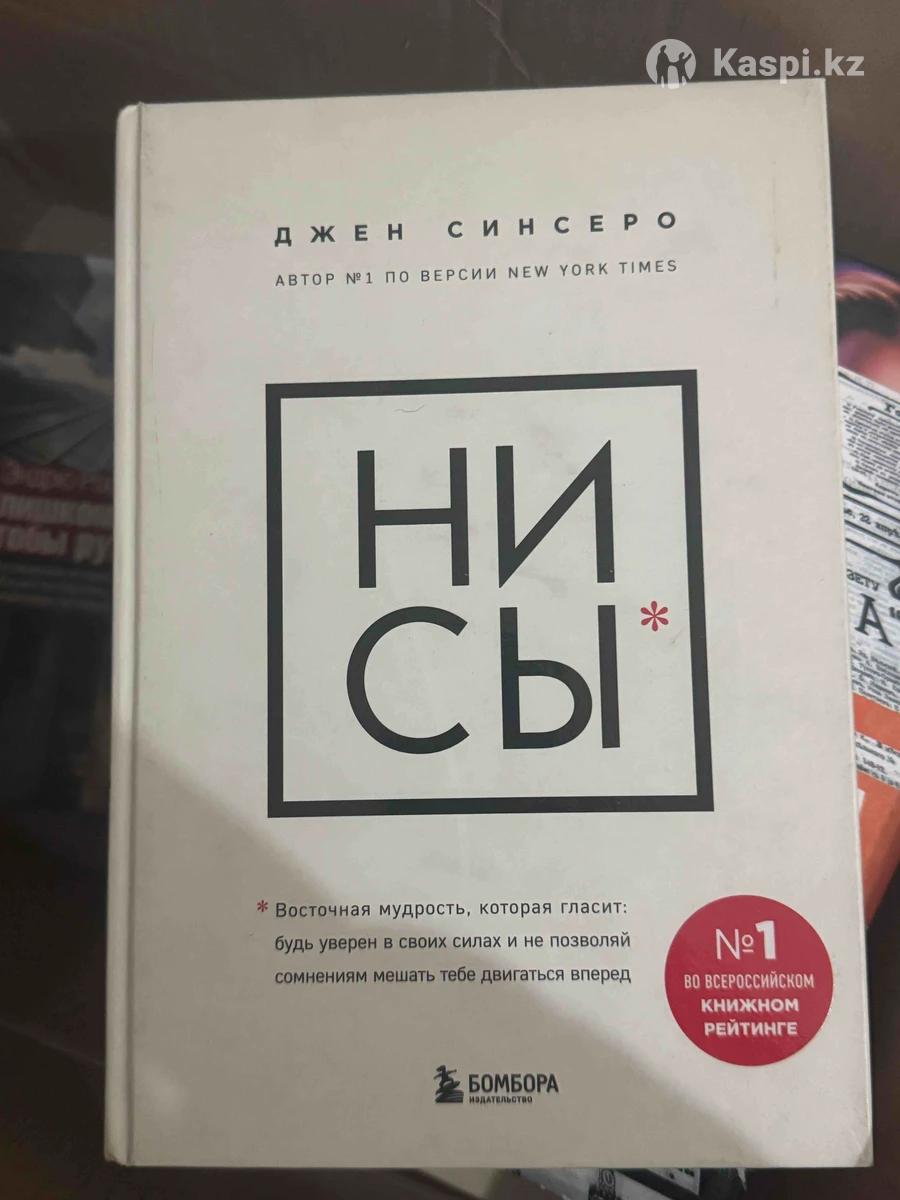 Kaspi.kz
ДЖЕН СИНСЕРО
АВТОР №1 ПО ВЕРСИИ NEW YORK TIMES
НИ
СЫ*
* Восточная мудрость, которая гласит:
будь уверен в своих силах и не позволяй
сомнениям мешать тебе двигаться вперед
№1
ВО ВСЕРОССИЙСКОМ
КНИЖНОМ
РЕЙТИНГЕ
БОМБОРА
ИЗДАТЕЛЬСТВО